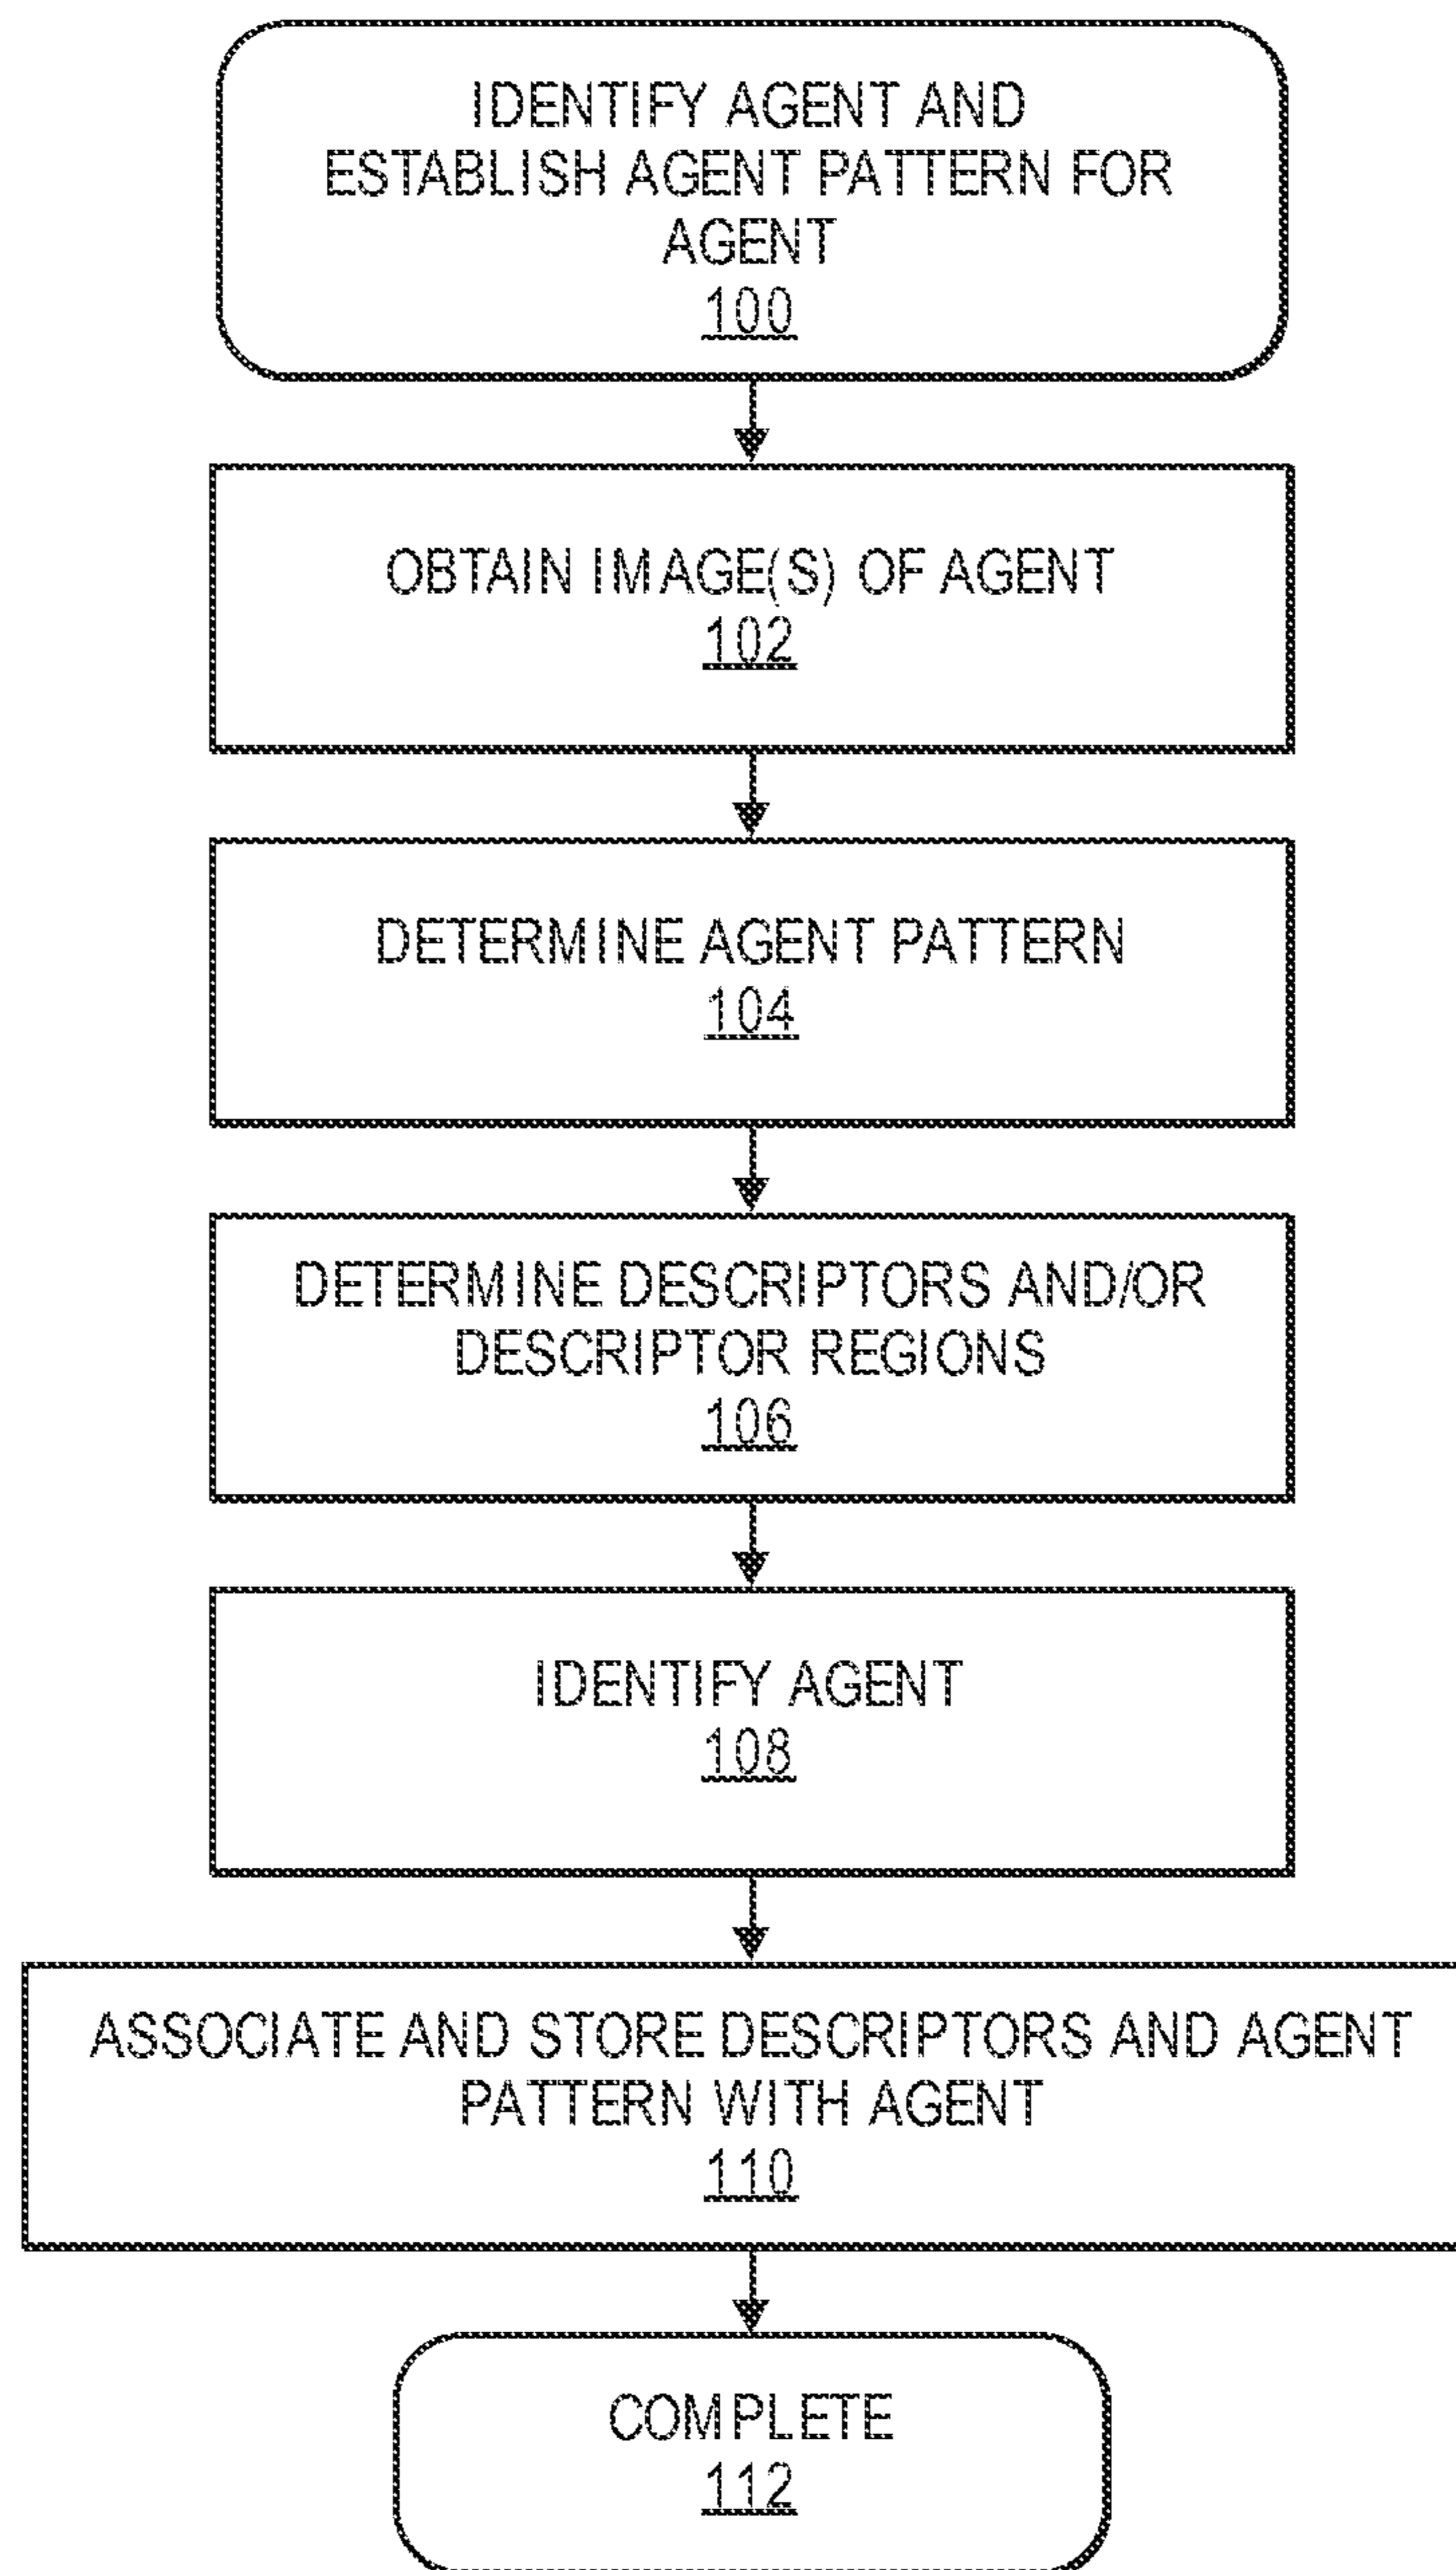 IDENTIFY AGENT AND
ESTABLISH AGENT PATTERN FOR
AGENT
100
OBTAIN IMAGE(S) OF AGENT
102
DETERMINE AGENT PATTERN
104
DETERMINE DESCRIPTORS AND/OR
DESCRIPTOR REGIONS
106
IDENTIFY AGENT
108
ASSOCIATE AND STORE DESCRIPTORS AND AGENT
PATTERN WITH AGENT
110
COMPLETE
112